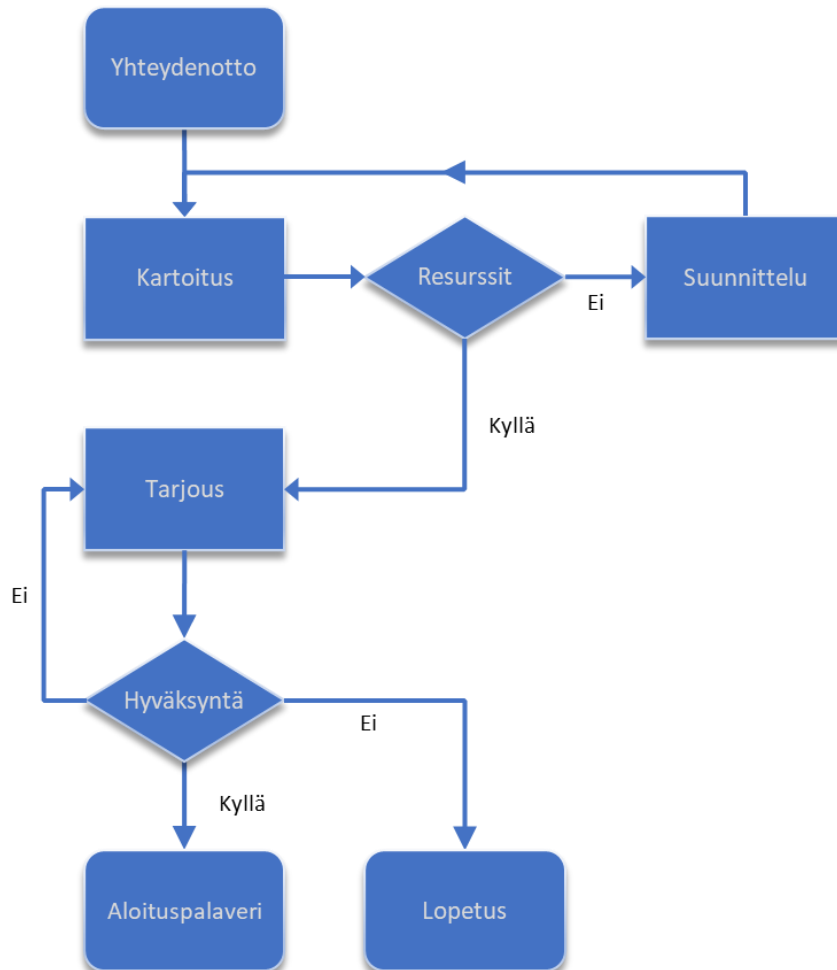 Yhteydenotto
Kartoitus
Resurssit
Ei
Suunnittelu
Kyllä
Tarjous
Ei
Hyväksyntä
Ei
Kyllä
Aloituspalaveri
Lopetus